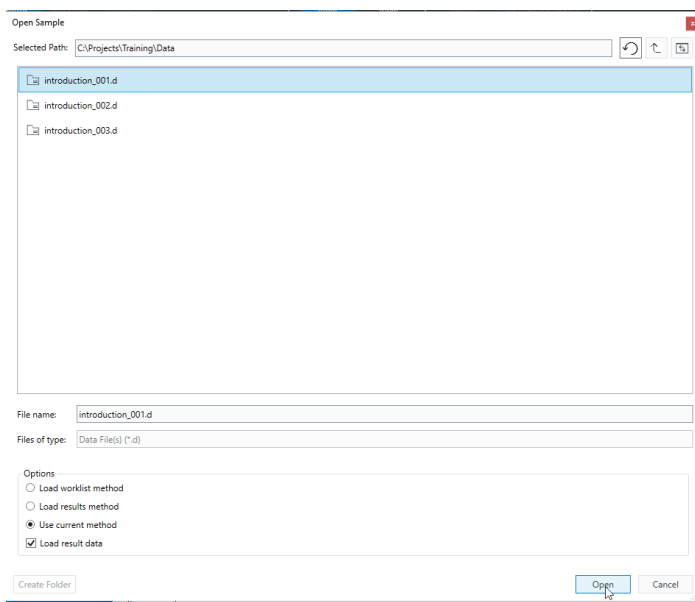 Open Sample
x
Selected Path: C:\Projects\Training\Data
introduction_001.d
introduction_002.d
introduction_003.d
File name: introduction_001.d
Files of type: Data File(s) (*.d)
Options
Load worklist method
Load results method
Use current method
Load result data
Create Folder Open Cancel